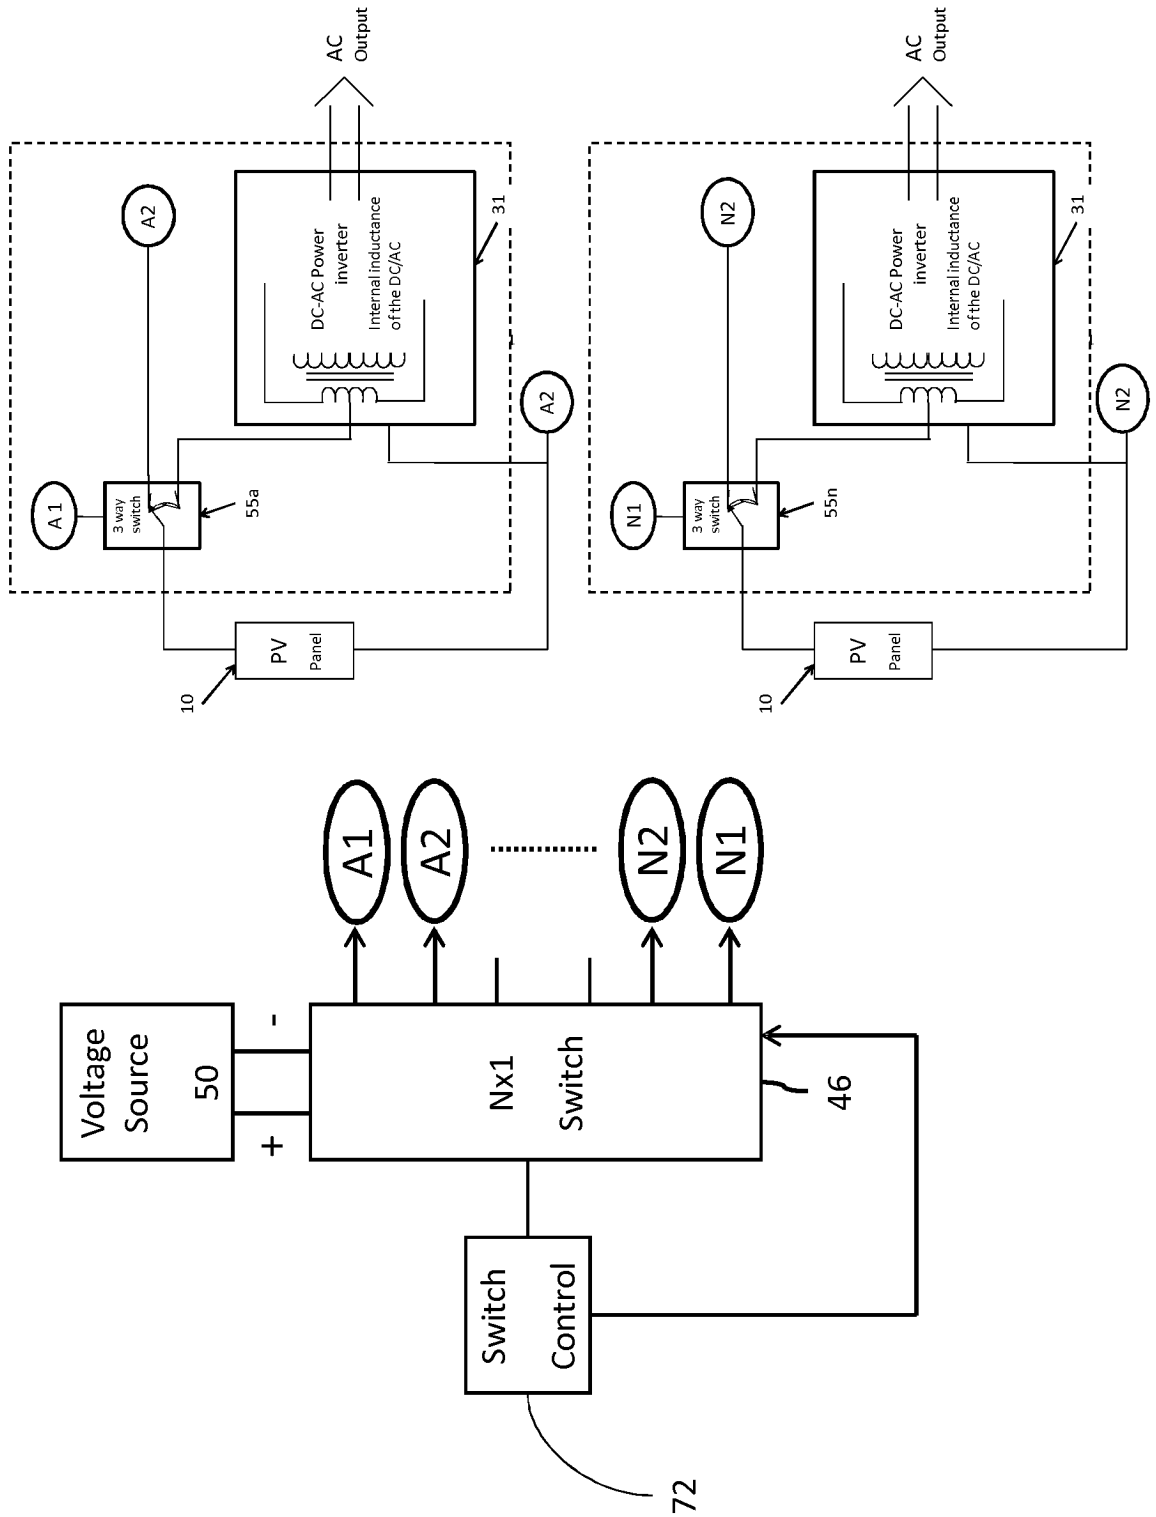 72
Switch
Control
Voltage
Source
50
+
-
Nx1
Switch
46
A1
A2
N2
N1
10
PV
Panel
A 1
3 way
switch
55a
A2
A2
DC-AC Power
inverter
Internal inductance
of the DC/AC
31
AC
Output
10
PV
Panel
N1
3 way
switch
55n
N2
N2
DC-AC Power
inverter
Internal inductance
of the DC/AC
31
AC
Output